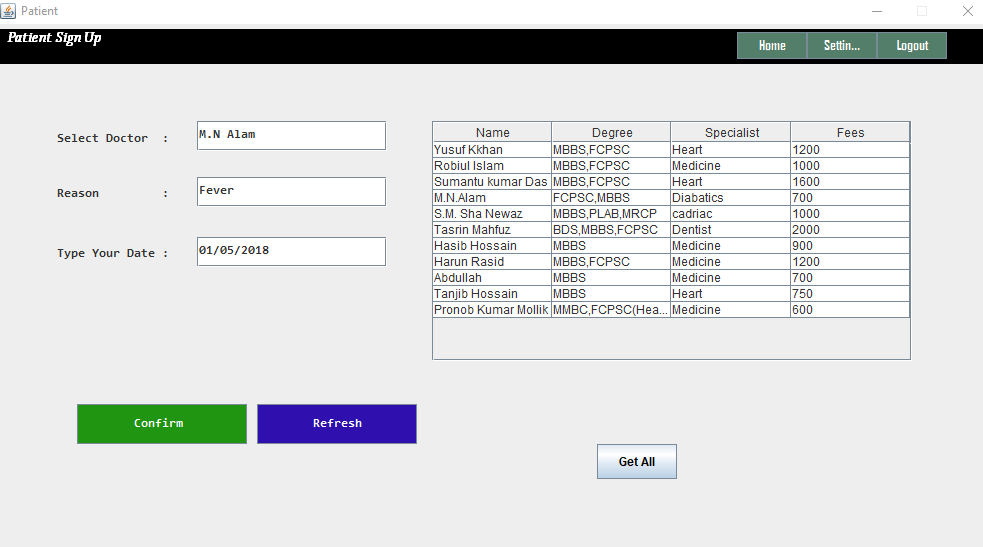 Patient
Patient Sign Up
Home Settin... Logout
Select Doctor : M.N Alam
Reason : Fever
Type Your Date : 01/05/2018
Name Degree Specialist Fees
Yusuf Kkhan MBBS,FCPSC Heart 1200
Robiul Islam MBBS,FCPSC Medicine 1000
Sumantu kumar Das MBBS,FCPSC Heart 1600
M.N.Alam FCPSC,MBBS Diabatics 700
S.M. Sha Newaz MBBS,PLAB,MRCP cadriac 1000
Tasrin Mahfuz BDS,MBBS,FCPSC Dentist 2000
Hasib Hossain MBBS Medicine 900
Harun Rasid MBBS,FCPSC Medicine 1200
Abdullah MBBS Medicine 700
Tanjib Hossain MBBS Heart 750
Pronob Kumar Mollik MMBC,FCPSC(Hea... Medicine 600
Confirm Refresh
Get All